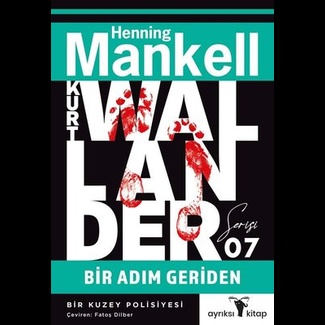 Henning
Mankell
KURT
WAL-
LAN
DER
Serisi
07
BİR ADIM GERİDEN
BİR KUZEY POLİSİYESİ
Çeviren: Fatoş Dilber
ayrıksı kitap